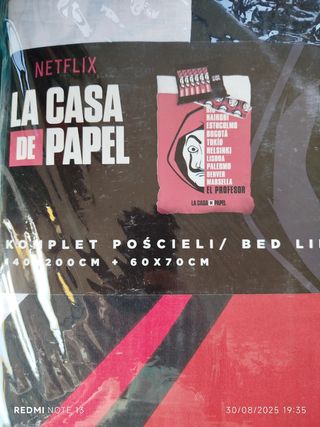 NETFLIX
LA CASA
DE PAPEL
NAIROBI
ESTOCOLMO
BOGOTÁ
TOKIO
HELSINKI
LISBOA
PALERMO
DENVER
MARSELLA
EL PROFESOR
LA CASA DE PAPEL
KOMPLET POŚCIELI/ BED LI
140X200CM + 60X70CM
REDMI NOTE 13
30/08/2025 19:35